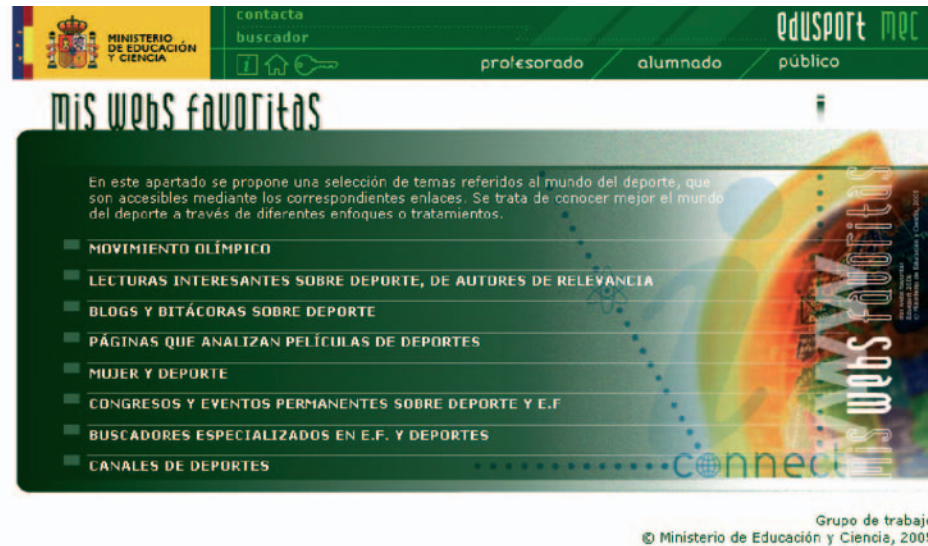 MINISTERIO
DE EDUCACIÓN
Y CIENCIA
contacta
buscador
edusport mec
profesorado
alumnado
público
mis webs favoritas
En este apartado se propone una selección de temas referidos al mundo del deporte, que
son accesibles mediante los correspondientes enlaces. Se trata de conocer mejor el mundo
del deporte a través de diferentes enfoques o tratamientos.
MOVIMIENTO OLÍMPICO
LECTURAS INTERESANTES SOBRE DEPORTE, DE AUTORES DE RELEVANCIA
BLOGS Y BITÁCORAS SOBRE DEPORTE
PÁGINAS QUE ANALIZAN PELÍCULAS DE DEPORTES
MUJER Y DEPORTE
CONGRESOS Y EVENTOS PERMANENTES SOBRE DEPORTE Y E.F
BUSCADORES ESPECIALIZADOS EN E.F. Y DEPORTES
CANALES DE DEPORTES
connect
mis webs favoritas
Grupo de trabajo
© Ministerio de Educación y Ciencia, 2005